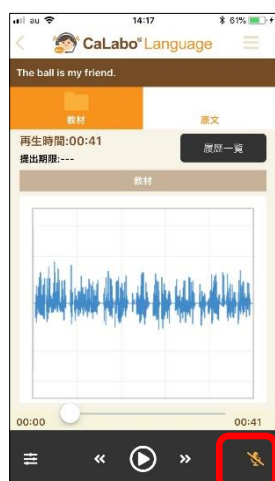 au 14:17 61%
CaLabo® Language
The ball is my friend.
教材 原文
再生時間:00:41
提出期限:---
履歴一覧
教材
00:00 00:41